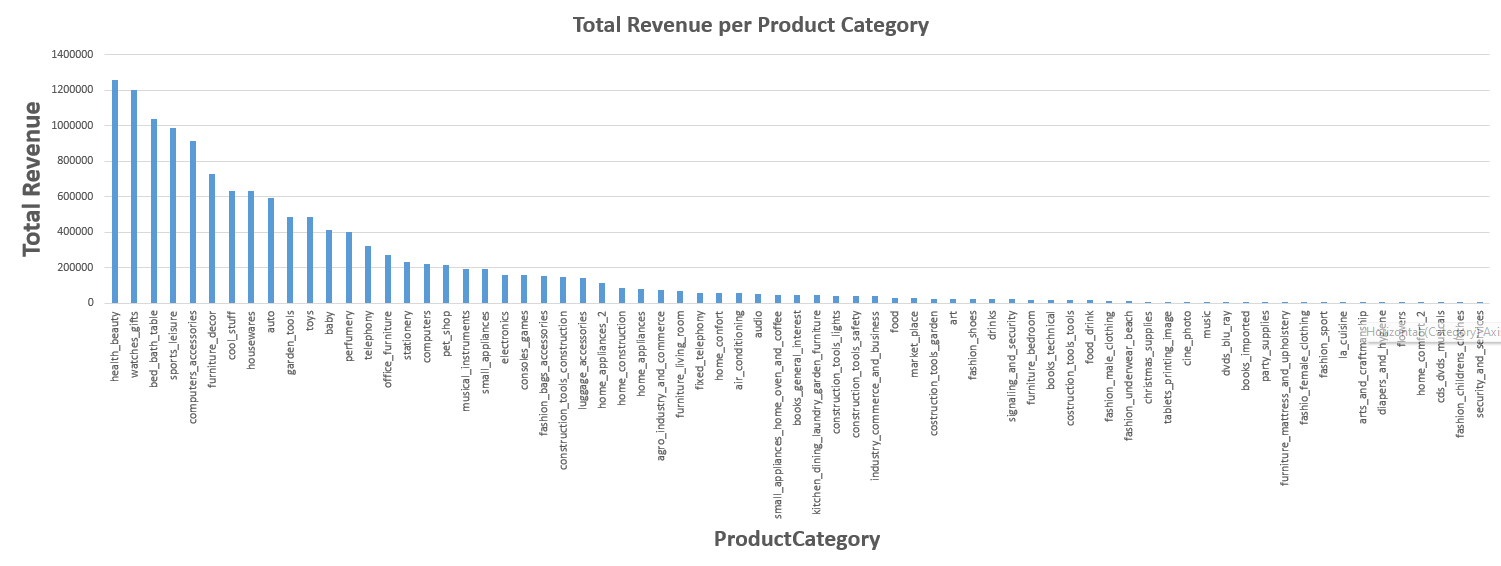 Total Revenue per Product Category
Total Revenue
1400000
1200000
1000000
800000
600000
400000
200000
0
health_beauty
watches_gifts
bed_bath_table
sports_leisure
computers_accessories
furniture_decor
cool_stuff
housewares
auto
garden_tools
toys
baby
perfumery
telephony
office_furniture
stationery
computers
pet_shop
musical_instruments
small_appliances
electronics
consoles_games
fashion_bags_accessories
construction_tools_construction
luggage_accessories
home_appliances_2
home_construction
home_appliances
agro_industry_and_commerce
furniture_living_room
fixed_telephony
home_confort
air_conditioning
audio
small_appliances_home_oven_and_coffee
books_general_interest
kitchen_dining_laundry_garden_furniture
construction_tools_lights
construction_tools_safety
industry_commerce_and_business
food
market_place
costruction_tools_garden
art
fashion_shoes
drinks
signaling_and_security
furniture_bedroom
books_technical
costruction_tools_tools
food_drink
fashion_male_clothing
fashion_underwear_beach
christmas_supplies
tablets_printing_image
cine_photo
music
dvds_blu_ray
books_imported
party_supplies
furniture_mattress_and_upholstery
fashio_female_clothing
fashion_sport
la_cuisine
arts_and_craftmanship
diapers_and_hygiene
flowers
home_comfort_2
cds_dvds_musicals
fashion_childrens_clothes
security_and_services
Horizontal (Category) Axi
ProductCategory